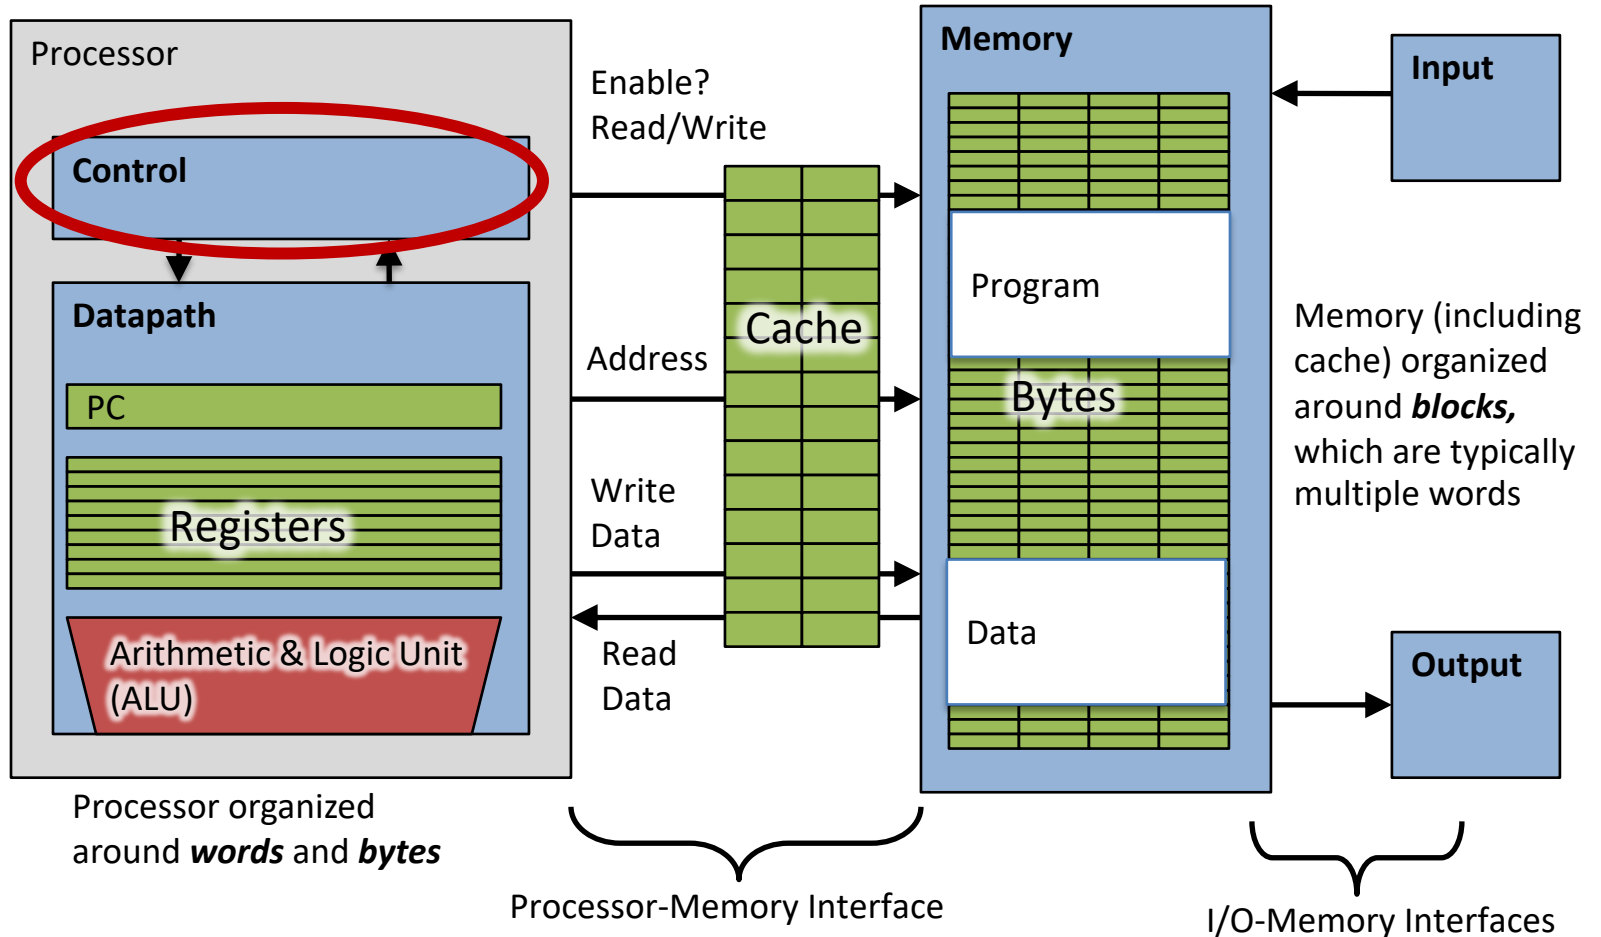 Processor
Control
Datapath
PC
Registers
Arithmetic & Logic Unit
(ALU)
Processor organized
around words and bytes
Enable?
Read/Write
Address
Write
Data
Read
Data
Cache
Processor-Memory Interface
Memory
Program
Bytes
Data
Input
Memory (including
cache) organized
around blocks,
which are typically
multiple words
Output
I/O-Memory Interfaces